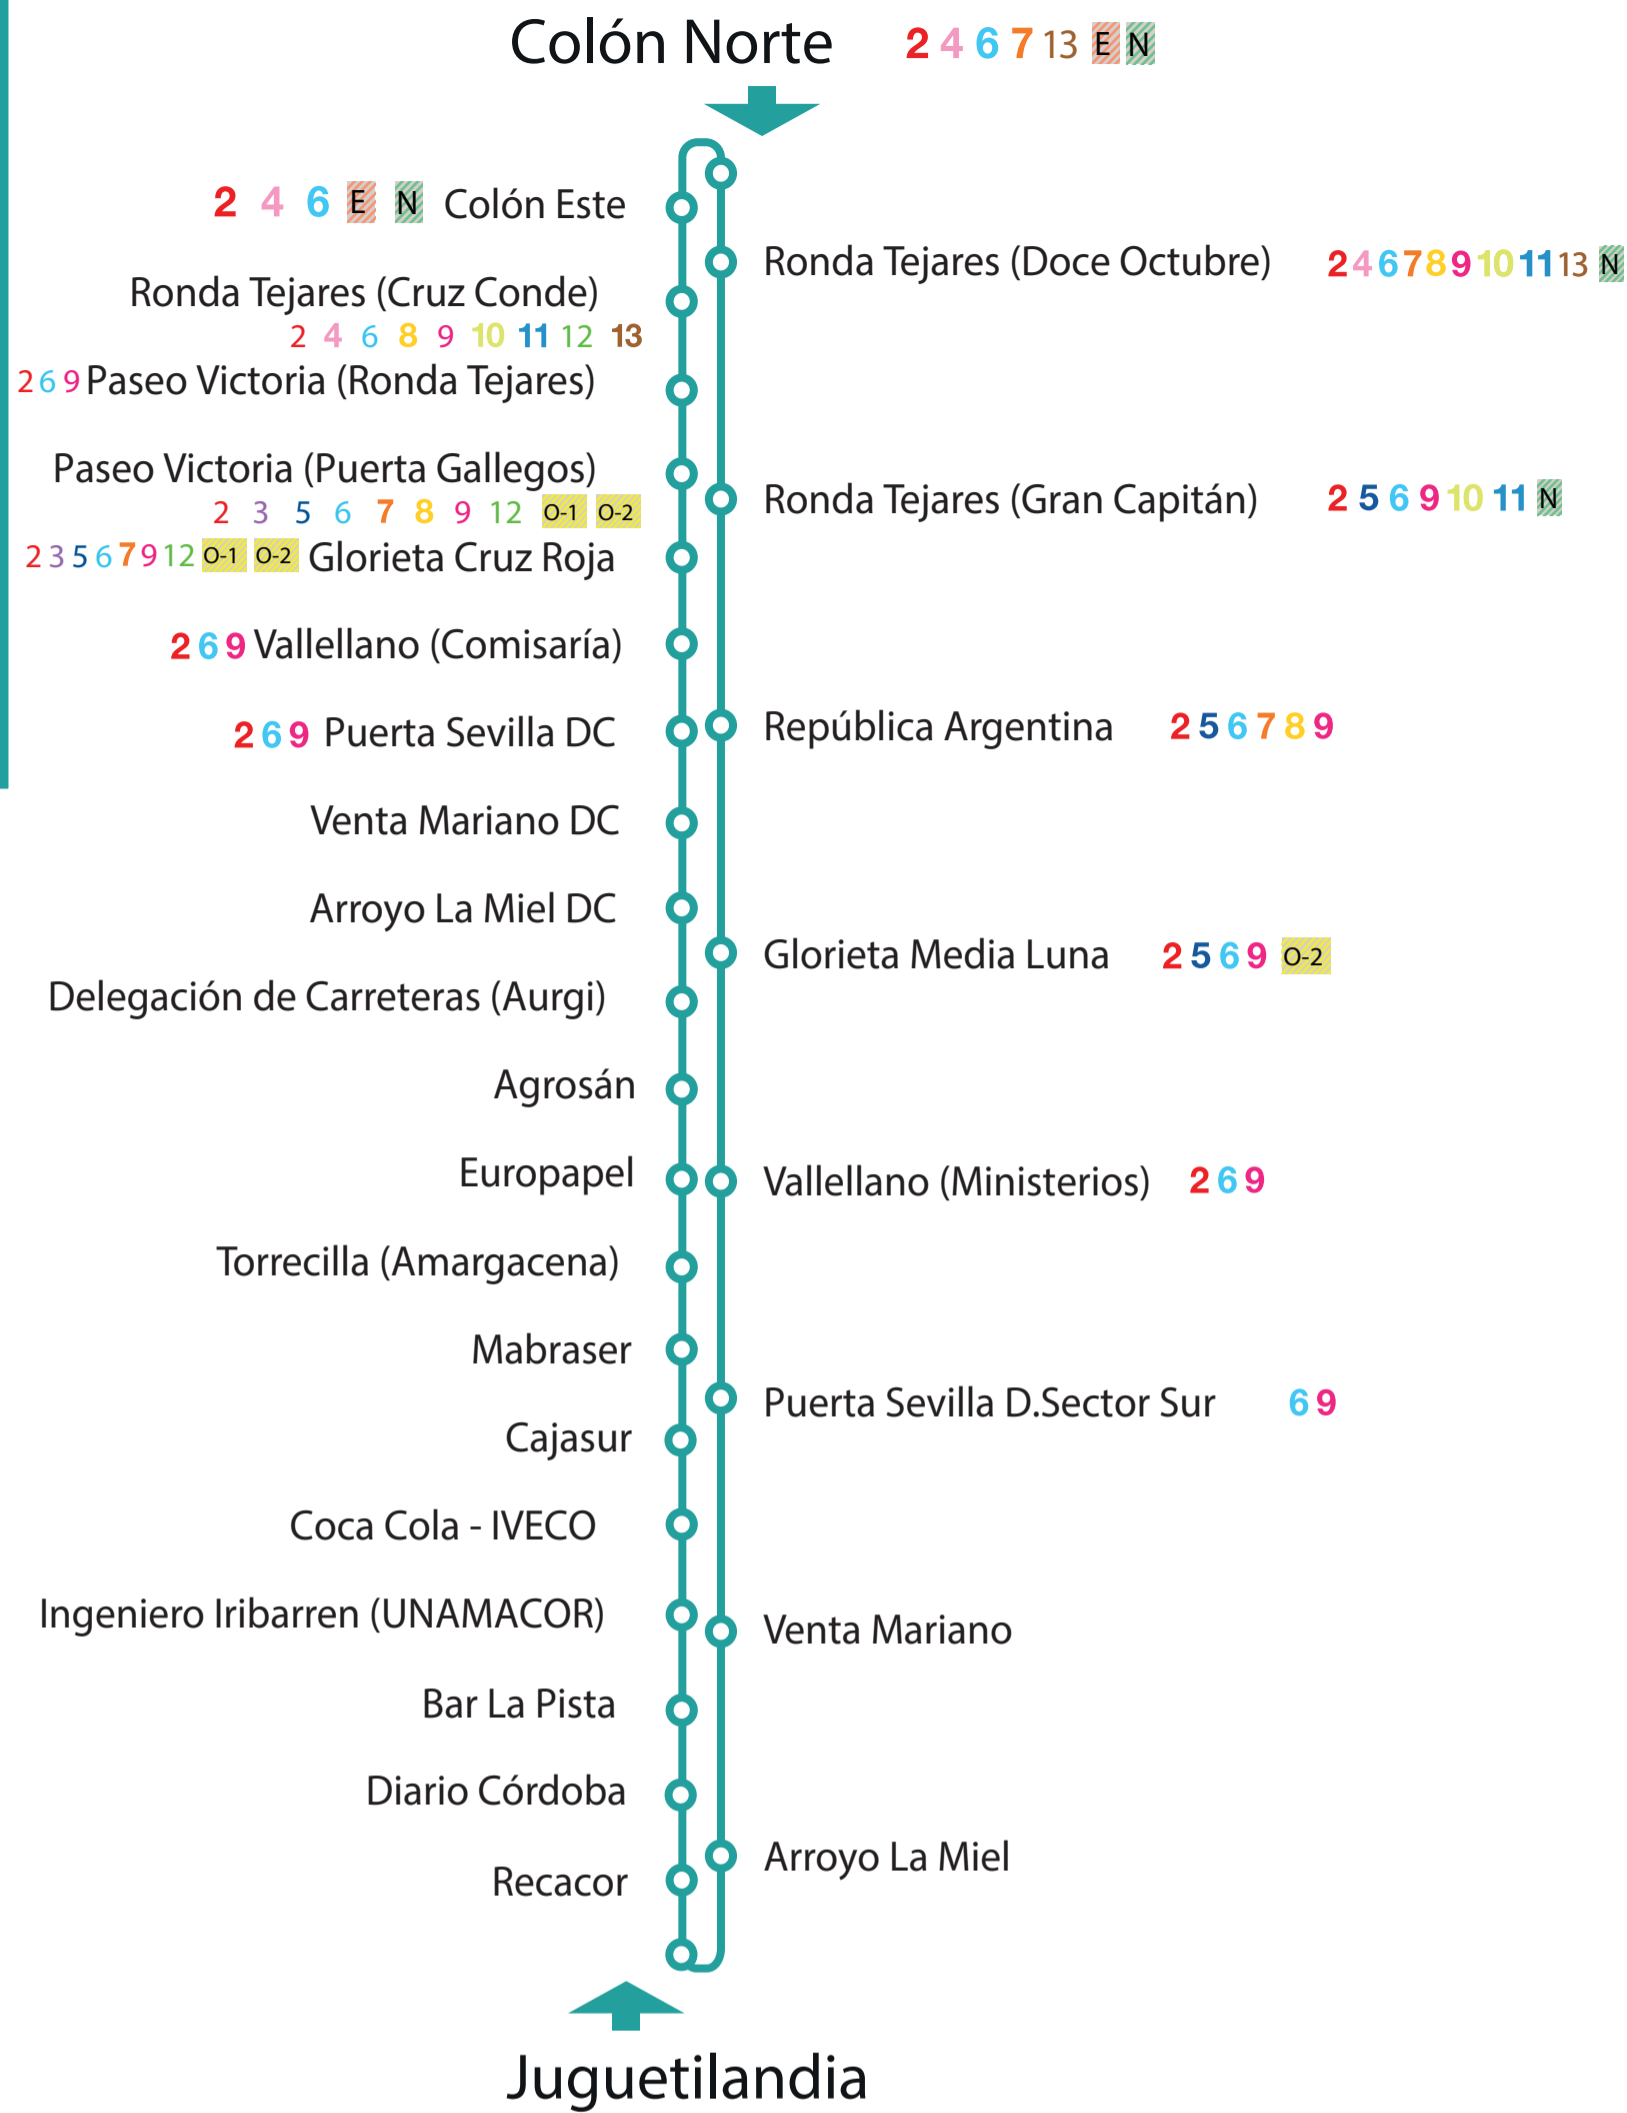 Colón Norte 2 4 6 7 13 E N
2 4 6 E N Colón Este
Ronda Tejares (Doce Octubre) 2 4 6 7 8 9 10 11 13 N
Ronda Tejares (Cruz Conde)
2 4 6 8 9 10 11 12 13
2 6 9 Paseo Victoria (Ronda Tejares)
Paseo Victoria (Puerta Gallegos)
2 3 5 6 7 8 9 12 O-1 O-2
Ronda Tejares (Gran Capitán) 2 5 6 9 10 11 N
2 3 5 6 7 9 12 O-1 O-2 Glorieta Cruz Roja
2 6 9 Vallellano (Comisaría)
2 6 9 Puerta Sevilla DC
República Argentina 2 5 6 7 8 9
Venta Mariano DC
Arroyo La Miel DC
Glorieta Media Luna 2 5 6 9 O-2
Delegación de Carreteras (Aurgi)
Agrosán
Europapel
Vallellano (Ministerios) 2 6 9
Torrecilla (Amargacena)
Mabraser
Puerta Sevilla D.Sector Sur 6 9
Cajasur
Coca Cola - IVECO
Ingeniero Iribarren (UNAMACOR)
Venta Mariano
Bar La Pista
Diario Córdoba
Arroyo La Miel
Recacor
Juguetilandia